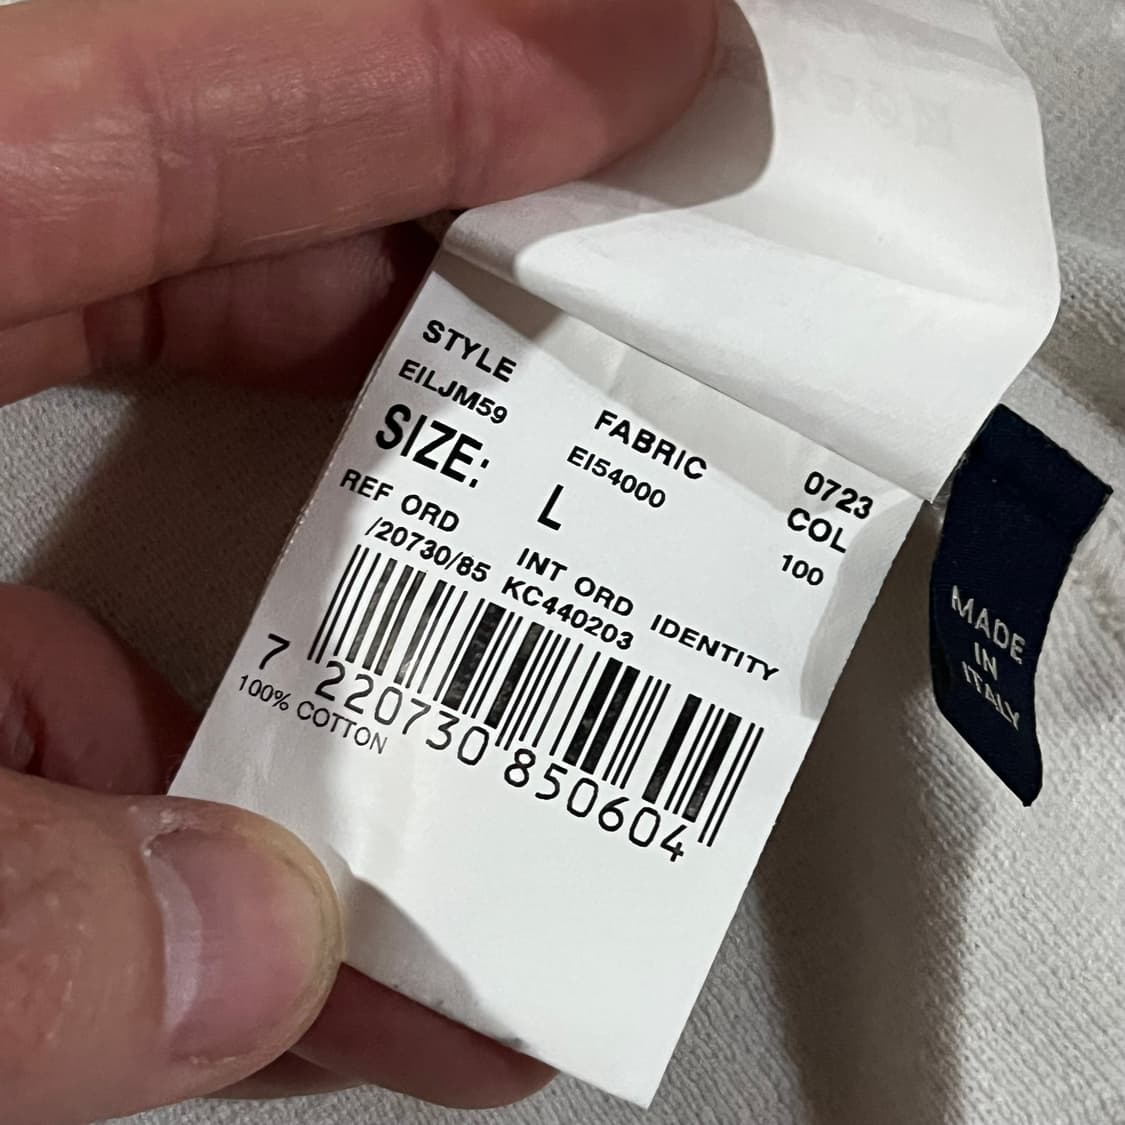 STYLE FABRIC 0723
EILJM59 EI54000 COL
SIZE: L 100
REF ORD INT ORD IDENTITY
/20730/85 KC440203
7 220730 850604
100% COTTON
MADE
IN
ITALY